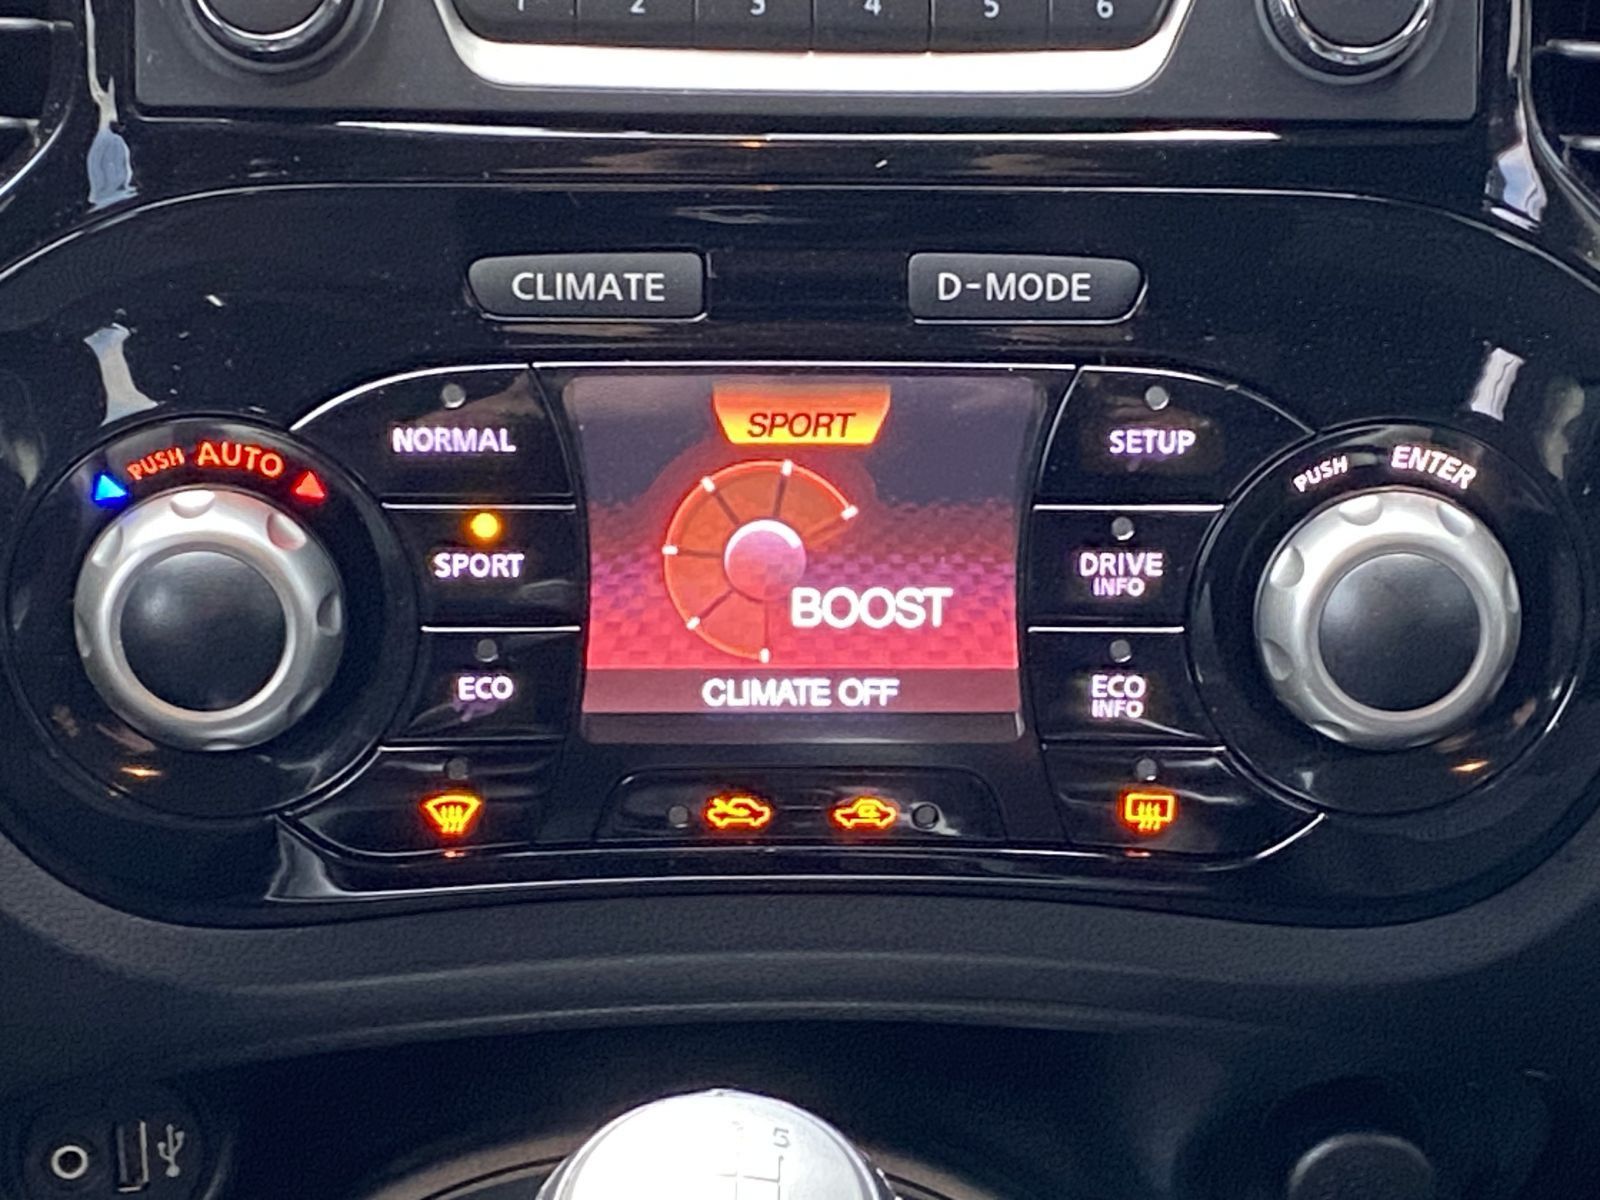 1 2 3 4 5 6
CLIMATE
D-MODE
PUSH AUTO
NORMAL
SPORT
SETUP
PUSH ENTER
SPORT
DRIVE
INFO
BOOST
ECO
CLIMATE OFF
ECO
INFO
5